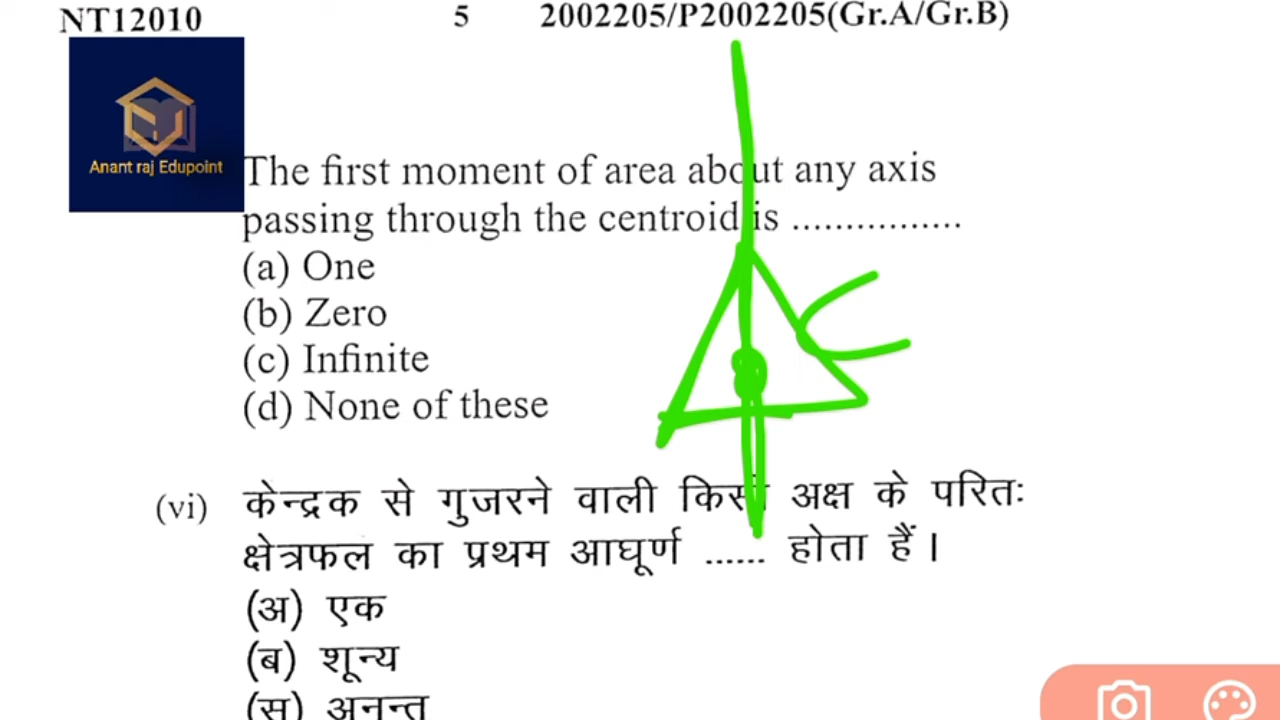 NT12010 5 2002205/P2002205(Gr.A/Gr.B)
Anant raj Edupoint
The first moment of area about any axis
passing through the centroid is ................
(a) One
(b) Zero
(c) Infinite
(d) None of these
(vi) केन्द्रक से गुजरने वाली किसी अक्ष के परितः
क्षेत्रफल का प्रथम आघूर्ण ...... होता हैं।
(अ) एक
(ब) शून्य
(स) अनन्त